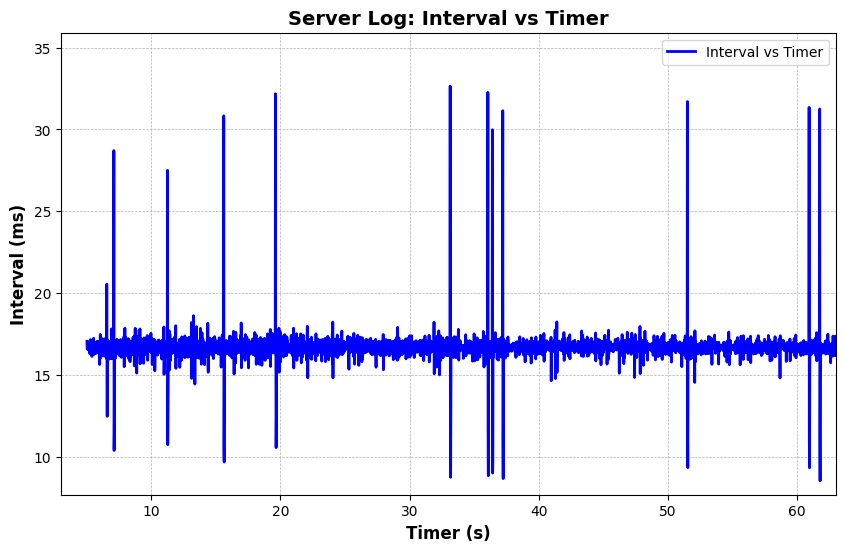 Server Log: Interval vs Timer
Interval vs Timer
35
30
25
20
15
10
Interval (ms)
10 20 30 40 50 60
Timer (s)